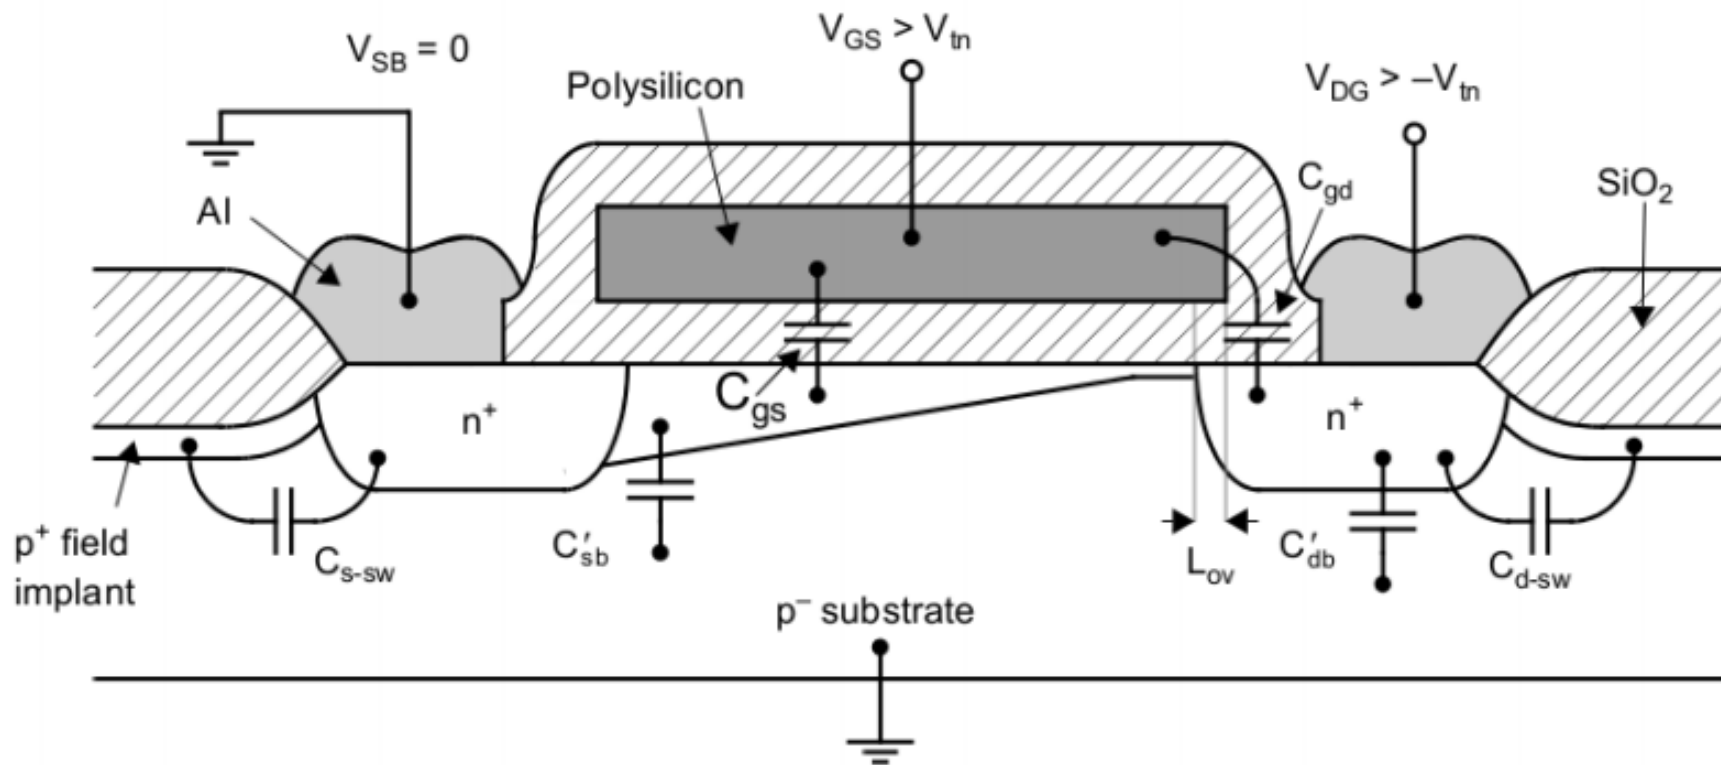 V_GS > V_tn
V_SB = 0
Polysilicon
V_DG > –V_tn
C_gd
SiO₂
Al
C_gs
n⁺
n⁺
p⁺ field
implant
C_s-sw
C′_sb
L_ov
C′_db
C_d-sw
p⁻ substrate